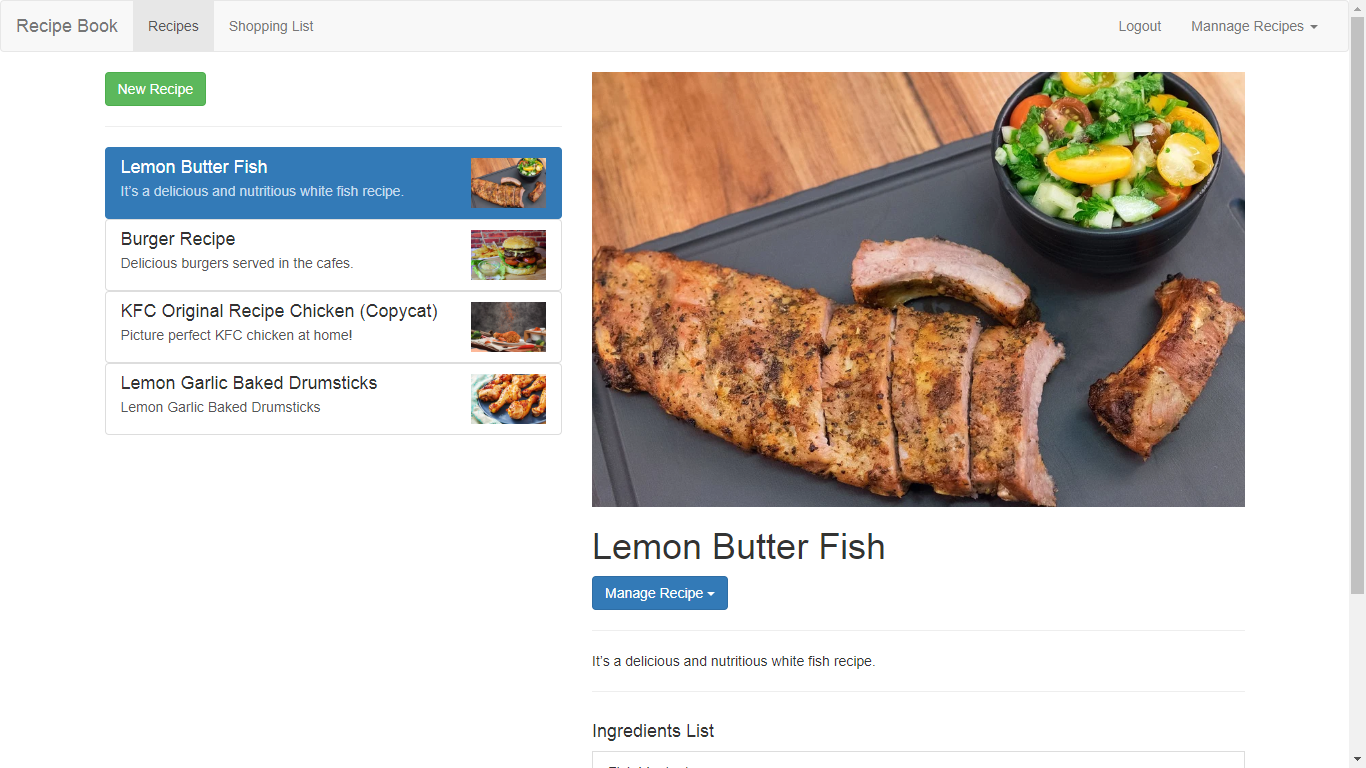 Recipe Book
Recipes
Shopping List
Logout
Mannage Recipes
New Recipe
Lemon Butter Fish
It's a delicious and nutritious white fish recipe.
Burger Recipe
Delicious burgers served in the cafes.
KFC Original Recipe Chicken (Copycat)
Picture perfect KFC chicken at home!
Lemon Garlic Baked Drumsticks
Lemon Garlic Baked Drumsticks
Lemon Butter Fish
Manage Recipe
It's a delicious and nutritious white fish recipe.
Ingredients List